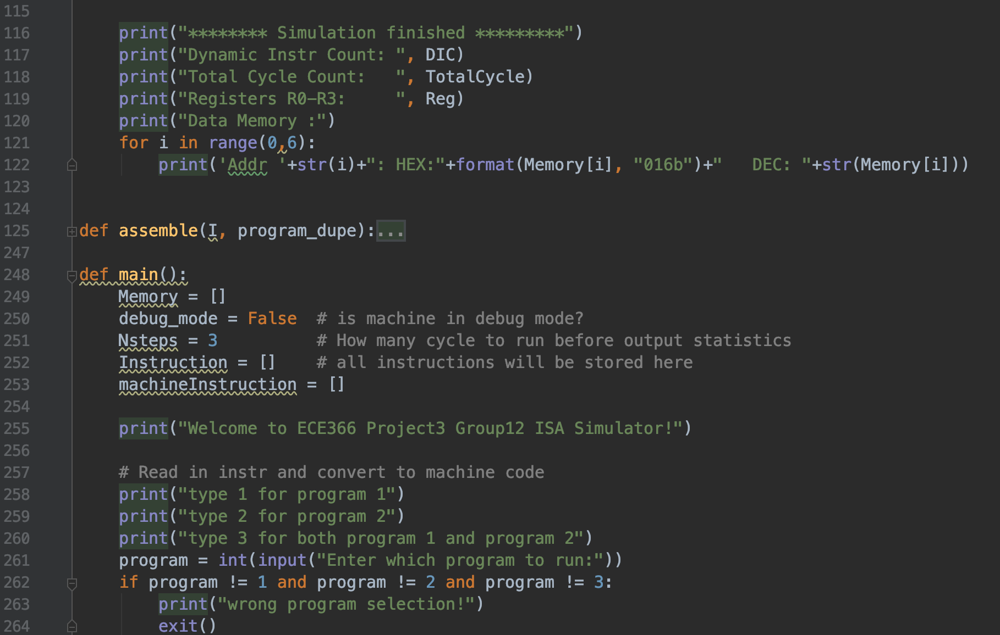 115
116         print("******** Simulation finished *********")
117         print("Dynamic Instr Count: ", DIC)
118         print("Total Cycle Count:   ", TotalCycle)
119         print("Registers R0-R3:     ", Reg)
120         print("Data Memory :")
121         for i in range(0,6):
122             print('Addr '+str(i)+": HEX:"+format(Memory[i], "016b")+"   DEC: "+str(Memory[i]))
123
124
125     def assemble(I, program_dupe):...
247
248     def main():
249         Memory = []
250         debug_mode = False  # is machine in debug mode?
251         Nsteps = 3          # How many cycle to run before output statistics
252         Instruction = []    # all instructions will be stored here
253         machineInstruction = []
254
255         print("Welcome to ECE366 Project3 Group12 ISA Simulator!")
256
257         # Read in instr and convert to machine code
258         print("type 1 for program 1")
259         print("type 2 for program 2")
260         print("type 3 for both program 1 and program 2")
261         program = int(input("Enter which program to run:"))
262         if program != 1 and program != 2 and program != 3:
263             print("wrong program selection!")
264             exit()